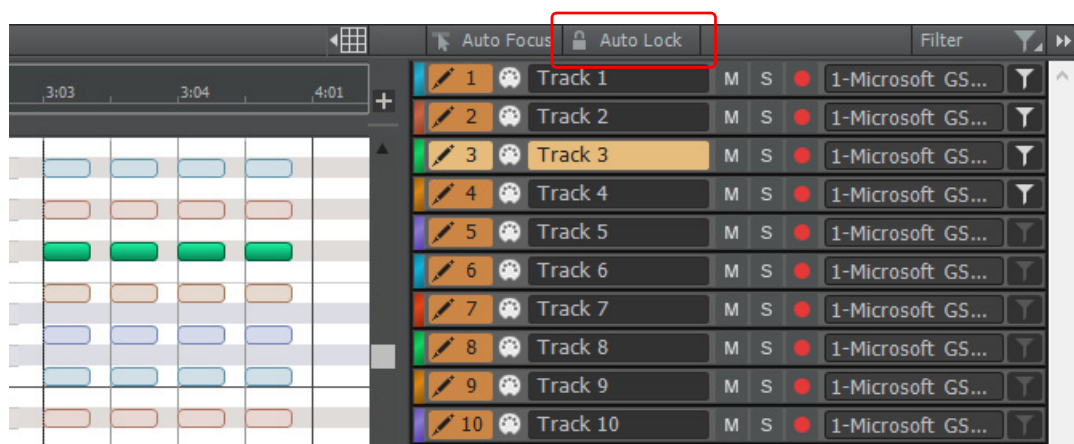 Auto Focus Auto Lock Filter
3:03 3:04 4:01
1 Track 1 M S 1-Microsoft GS...
2 Track 2 M S 1-Microsoft GS...
3 Track 3 M S 1-Microsoft GS...
4 Track 4 M S 1-Microsoft GS...
5 Track 5 M S 1-Microsoft GS...
6 Track 6 M S 1-Microsoft GS...
7 Track 7 M S 1-Microsoft GS...
8 Track 8 M S 1-Microsoft GS...
9 Track 9 M S 1-Microsoft GS...
10 Track 10 M S 1-Microsoft GS...